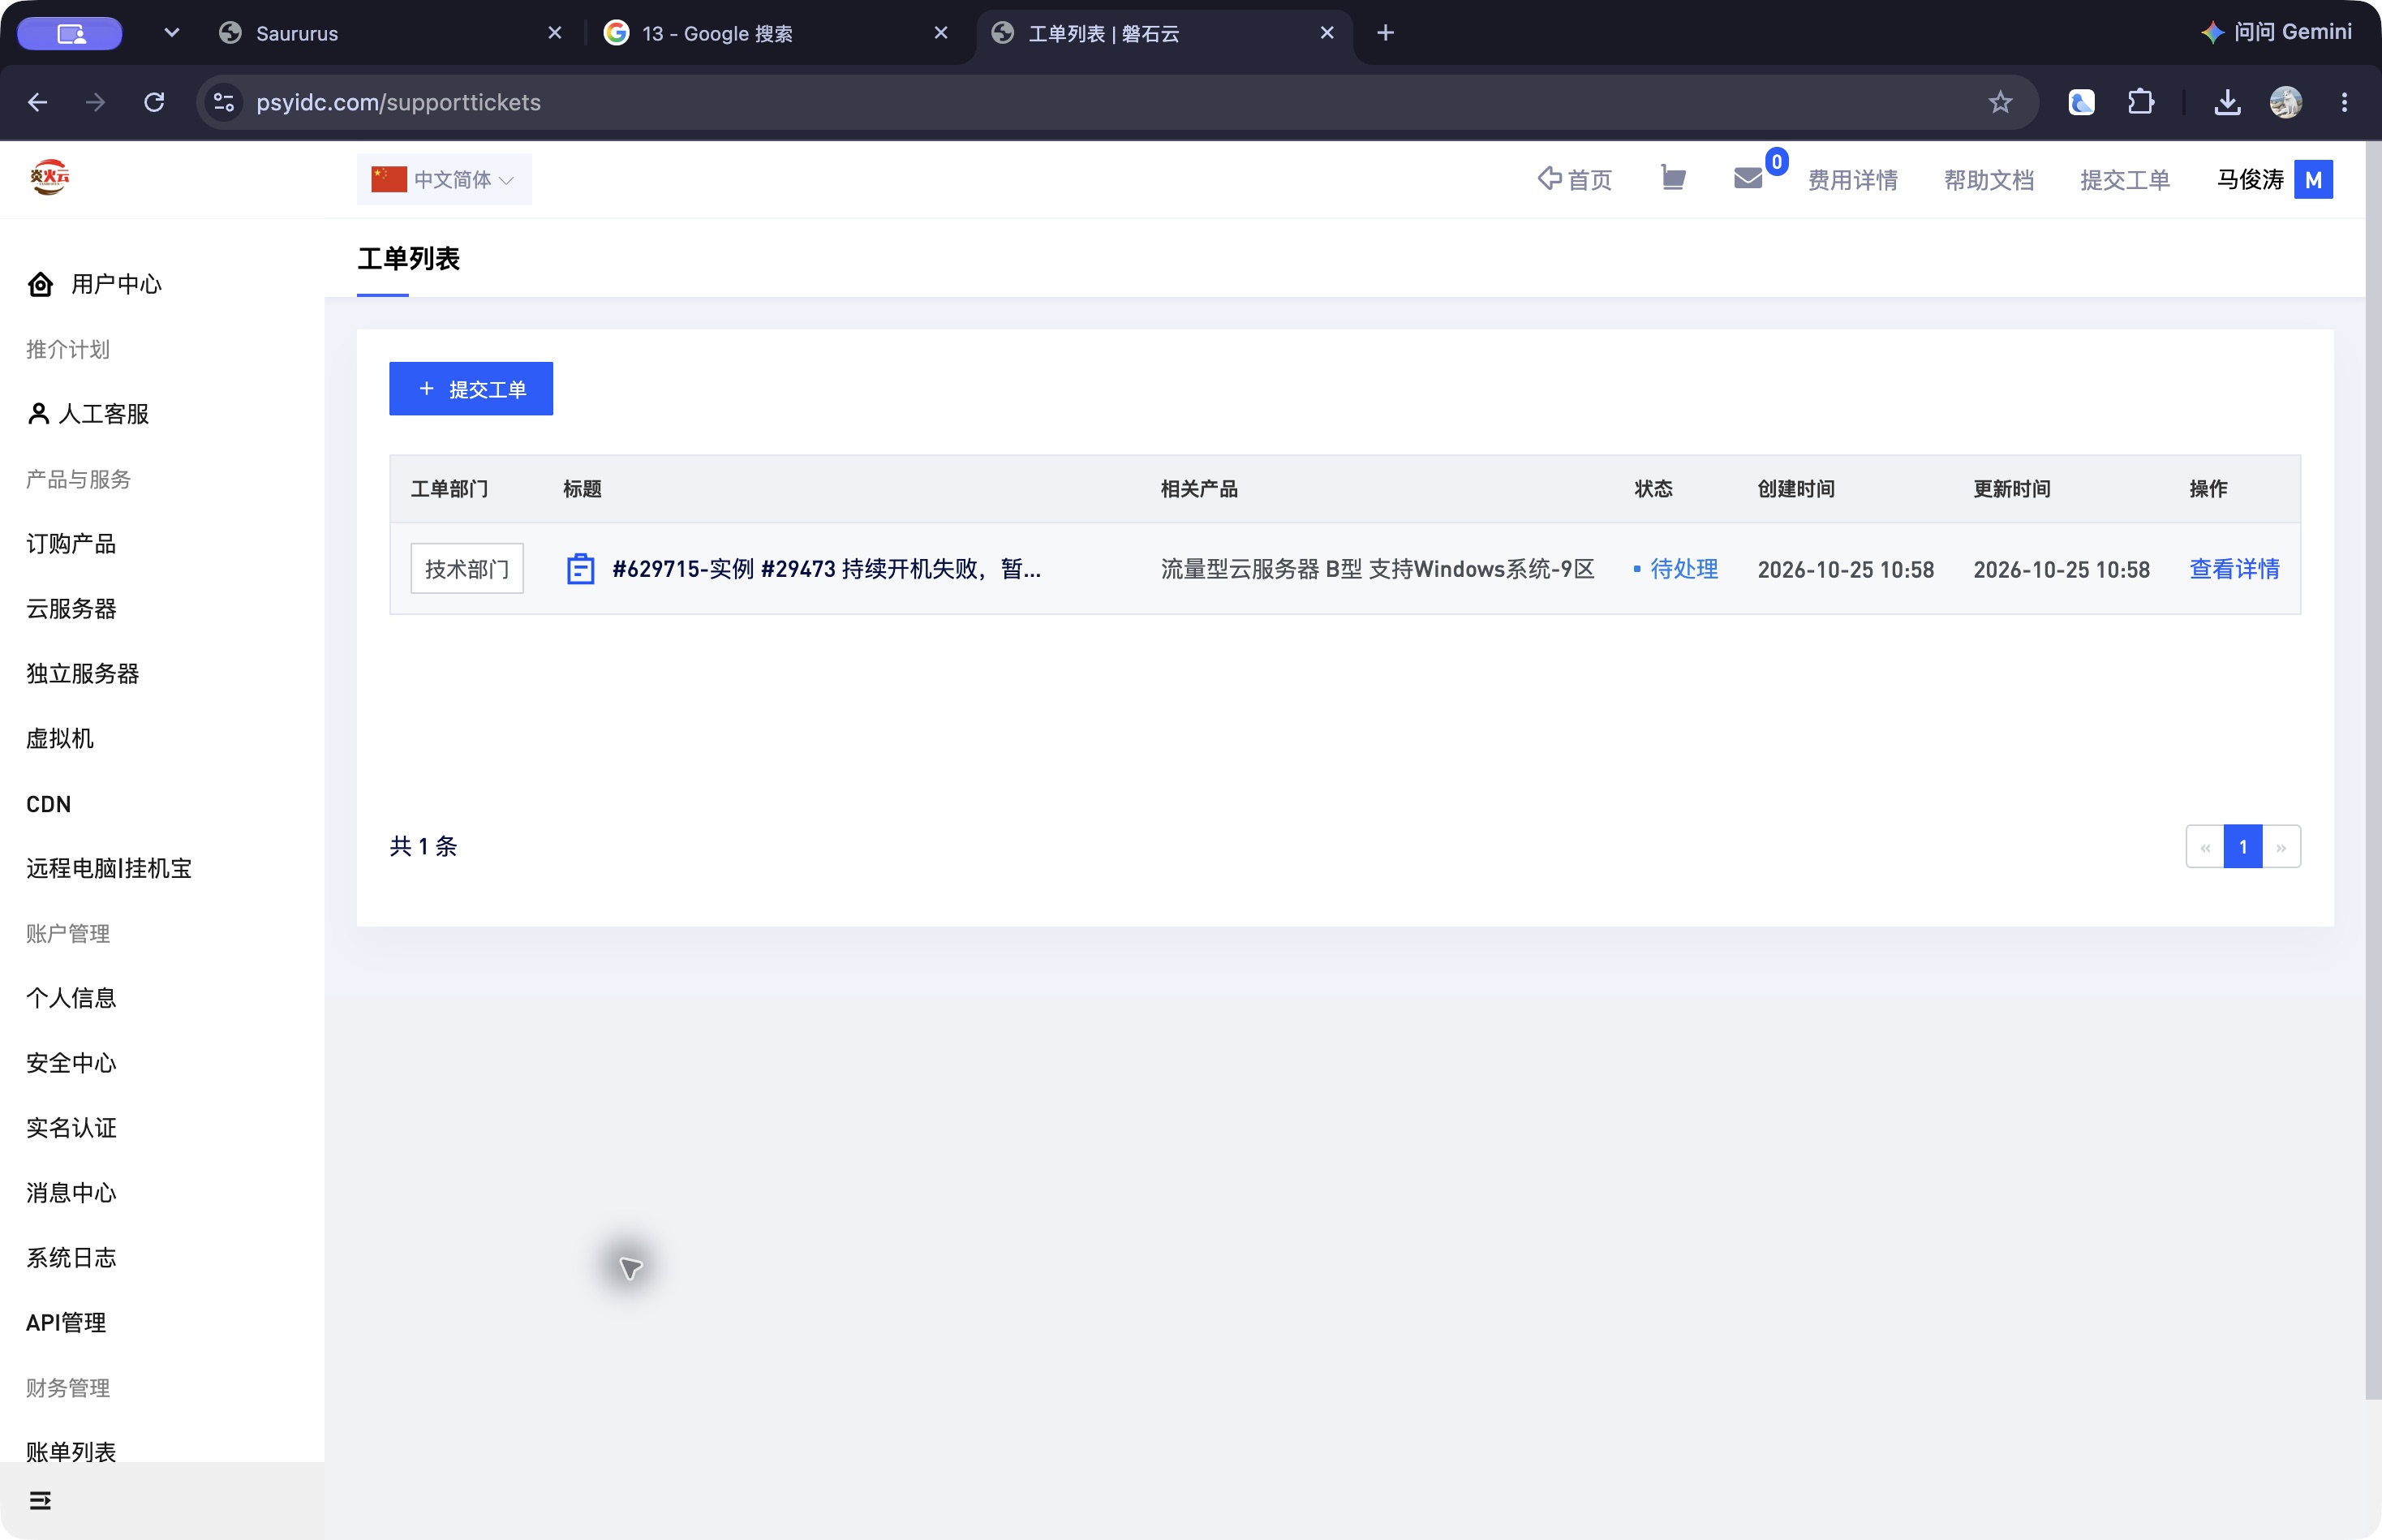 Saururus
13 - Google 搜索
工单列表 | 磐石云
问问 Gemini
psyidc.com/supporttickets
炎火云
中文简体
首页
0
费用详情
帮助文档
提交工单
马俊涛
M
工单列表
用户中心
推介计划
人工客服
产品与服务
订购产品
云服务器
独立服务器
虚拟机
CDN
远程电脑|挂机宝
账户管理
个人信息
安全中心
实名认证
消息中心
系统日志
API管理
财务管理
账单列表
+ 提交工单
工单部门 标题 相关产品 状态 创建时间 更新时间 操作
技术部门 #629715-实例 #29473 持续开机失败，暂... 流量型云服务器 B型 支持Windows系统-9区 待处理 2026-10-25 10:58 2026-10-25 10:58 查看详情
共 1 条
« 1 »